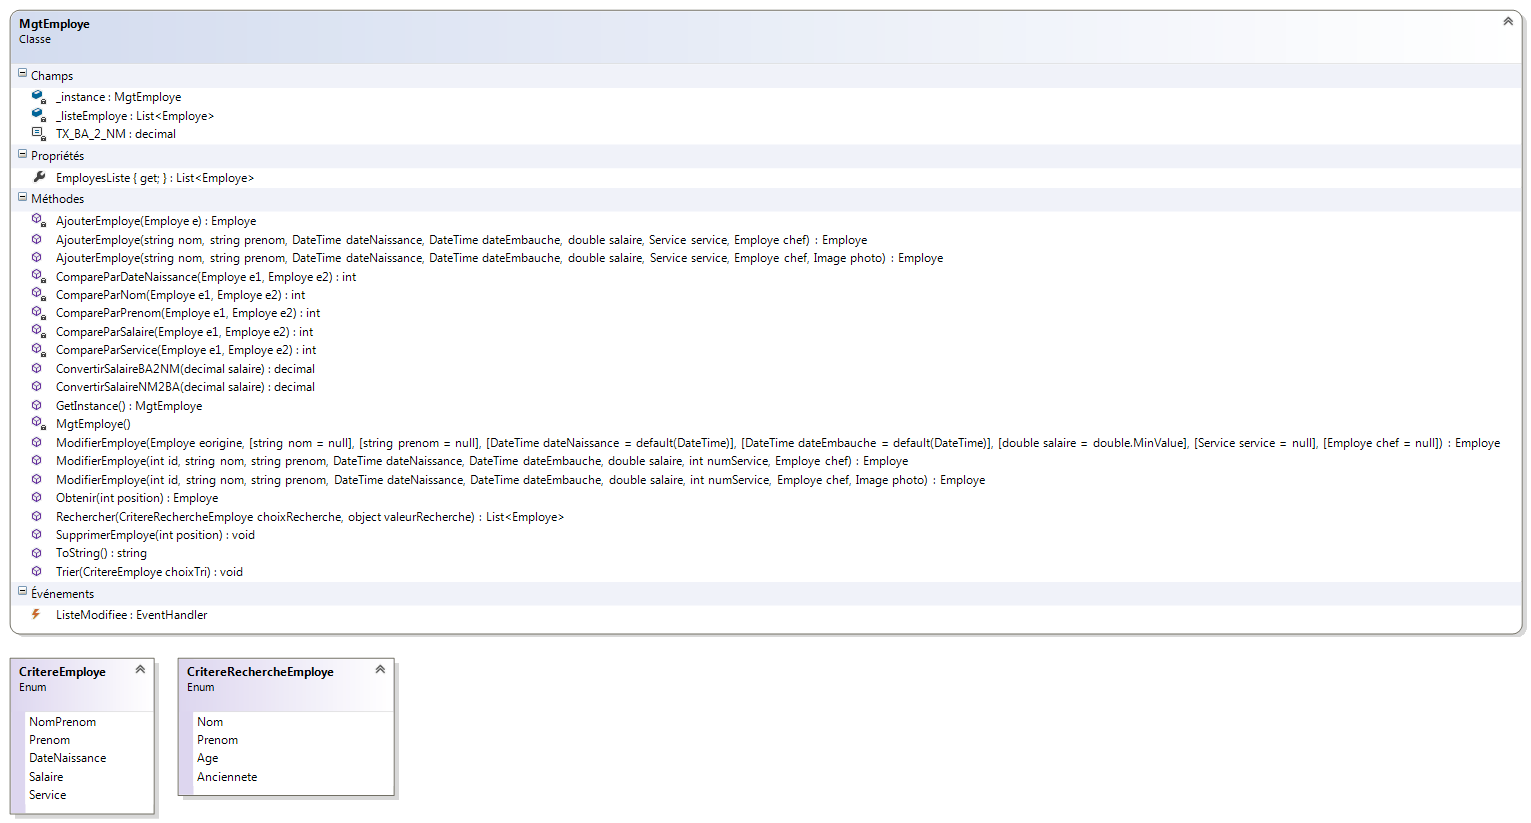 MgtEmploye
Classe
Champs
_instance : MgtEmploye
_listeEmploye : List<Employe>
TX_BA_2_NM : decimal
Propriétés
EmployesListe { get; } : List<Employe>
Méthodes
AjouterEmploye(Employe e) : Employe
AjouterEmploye(string nom, string prenom, DateTime dateNaissance, DateTime dateEmbauche, double salaire, Service service, Employe chef) : Employe
AjouterEmploye(string nom, string prenom, DateTime dateNaissance, DateTime dateEmbauche, double salaire, Service service, Employe chef, Image photo) : Employe
CompareParDateNaissance(Employe e1, Employe e2) : int
CompareParNom(Employe e1, Employe e2) : int
CompareParPrenom(Employe e1, Employe e2) : int
CompareParSalaire(Employe e1, Employe e2) : int
CompareParService(Employe e1, Employe e2) : int
ConvertirSalaireBA2NM(decimal salaire) : decimal
ConvertirSalaireNM2BA(decimal salaire) : decimal
GetInstance() : MgtEmploye
MgtEmploye()
ModifierEmploye(Employe eorigine, [string nom = null], [string prenom = null], [DateTime dateNaissance = default(DateTime)], [DateTime dateEmbauche = default(DateTime)], [double salaire = double.MinValue], [Service service = null], [Employe chef = null]) : Employe
ModifierEmploye(int id, string nom, string prenom, DateTime dateNaissance, DateTime dateEmbauche, double salaire, int numService, Employe chef) : Employe
ModifierEmploye(int id, string nom, string prenom, DateTime dateNaissance, DateTime dateEmbauche, double salaire, int numService, Employe chef, Image photo) : Employe
Obtenir(int position) : Employe
Rechercher(CritereRechercheEmploye choixRecherche, object valeurRecherche) : List<Employe>
SupprimerEmploye(int position) : void
ToString() : string
Trier(CritereEmploye choixTri) : void
Événements
ListeModifiee : EventHandler
CritereEmploye
Enum
NomPrenom
Prenom
DateNaissance
Salaire
Service
CritereRechercheEmploye
Enum
Nom
Prenom
Age
Anciennete